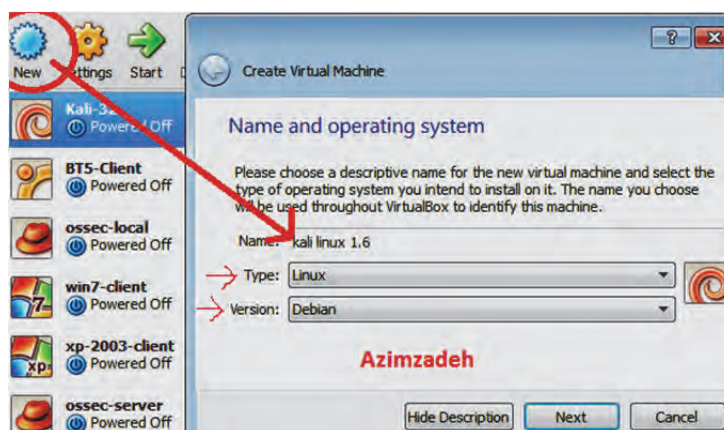 New
Settings
Start
Kali-32
Powered Off
BT5-Client
Powered Off
ossec-local
Powered Off
win7-client
Powered Off
xp-2003-client
Powered Off
ossec-server
Powered Off
Create Virtual Machine
Name and operating system
Please choose a descriptive name for the new virtual machine and select the
type of operating system you intend to install on it. The name you choose
will be used throughout VirtualBox to identify this machine.
Name: kali linux 1.6
Type: Linux
Version: Debian
Azimzadeh
Hide Description
Next
Cancel